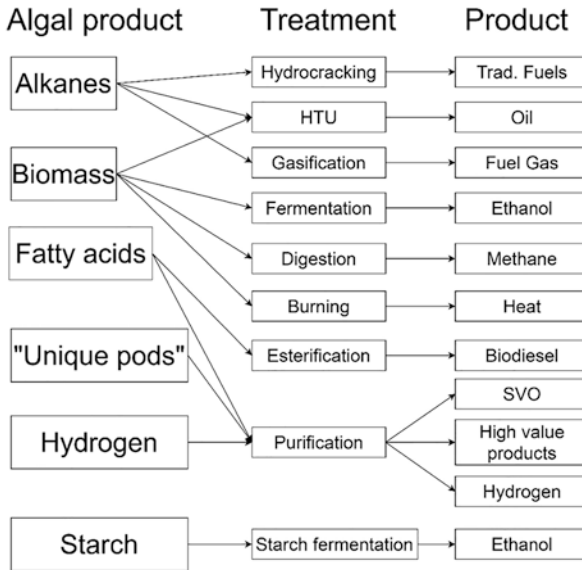 Algal product Treatment Product
Alkanes
Hydrocracking
Trad. Fuels
HTU
Oil
Biomass
Gasification
Fuel Gas
Fermentation
Ethanol
Fatty acids
Digestion
Methane
Burning
Heat
"Unique pods"
Esterification
Biodiesel
SVO
Hydrogen
Purification
High value
products
Hydrogen
Starch
Starch fermentation
Ethanol